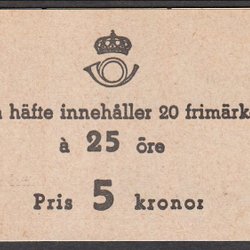 häfte innehåller 20 frimärk
à 25 öre
Pris 5 kronor